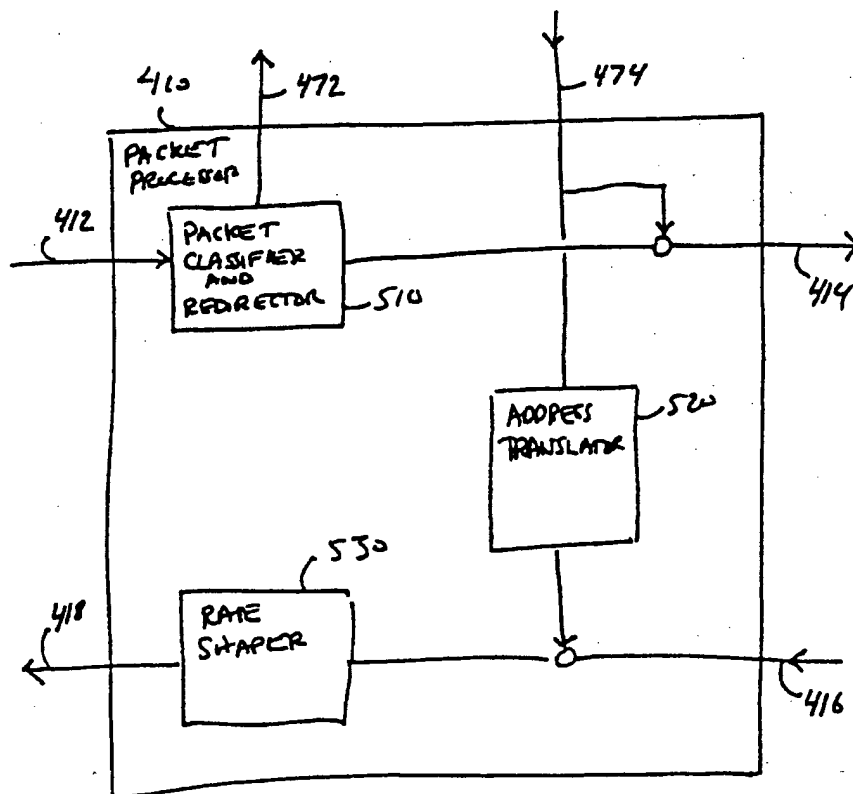 410
472
474
PACKET
PROCESSOR
412
PACKET
CLASSIFIER
AND
REDIRECTOR
510
414
ADDRESS
TRANSLATOR
520
530
418
RATE
SHAPER
416